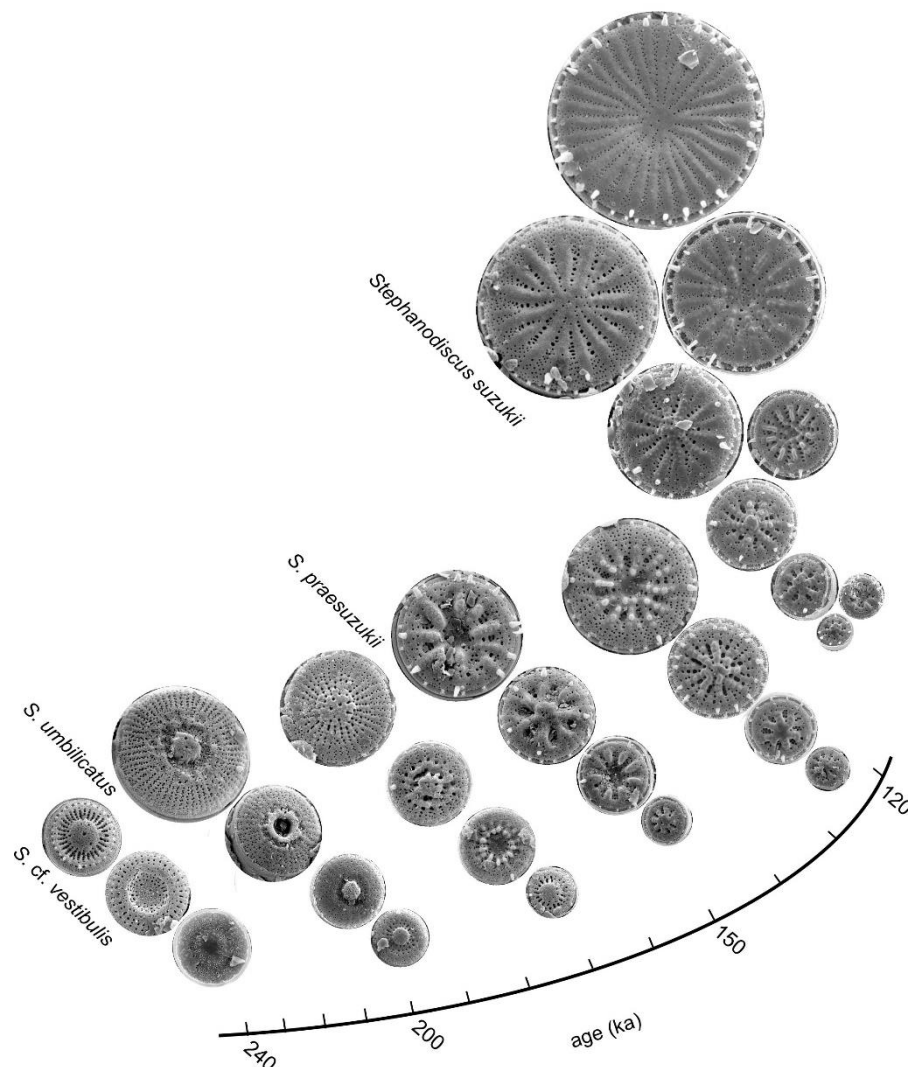 Stephanodiscus suzukii
S. praesuzukii
S. umbilicatus
S. cf. vestibulis
240
200
150
120
age (ka)